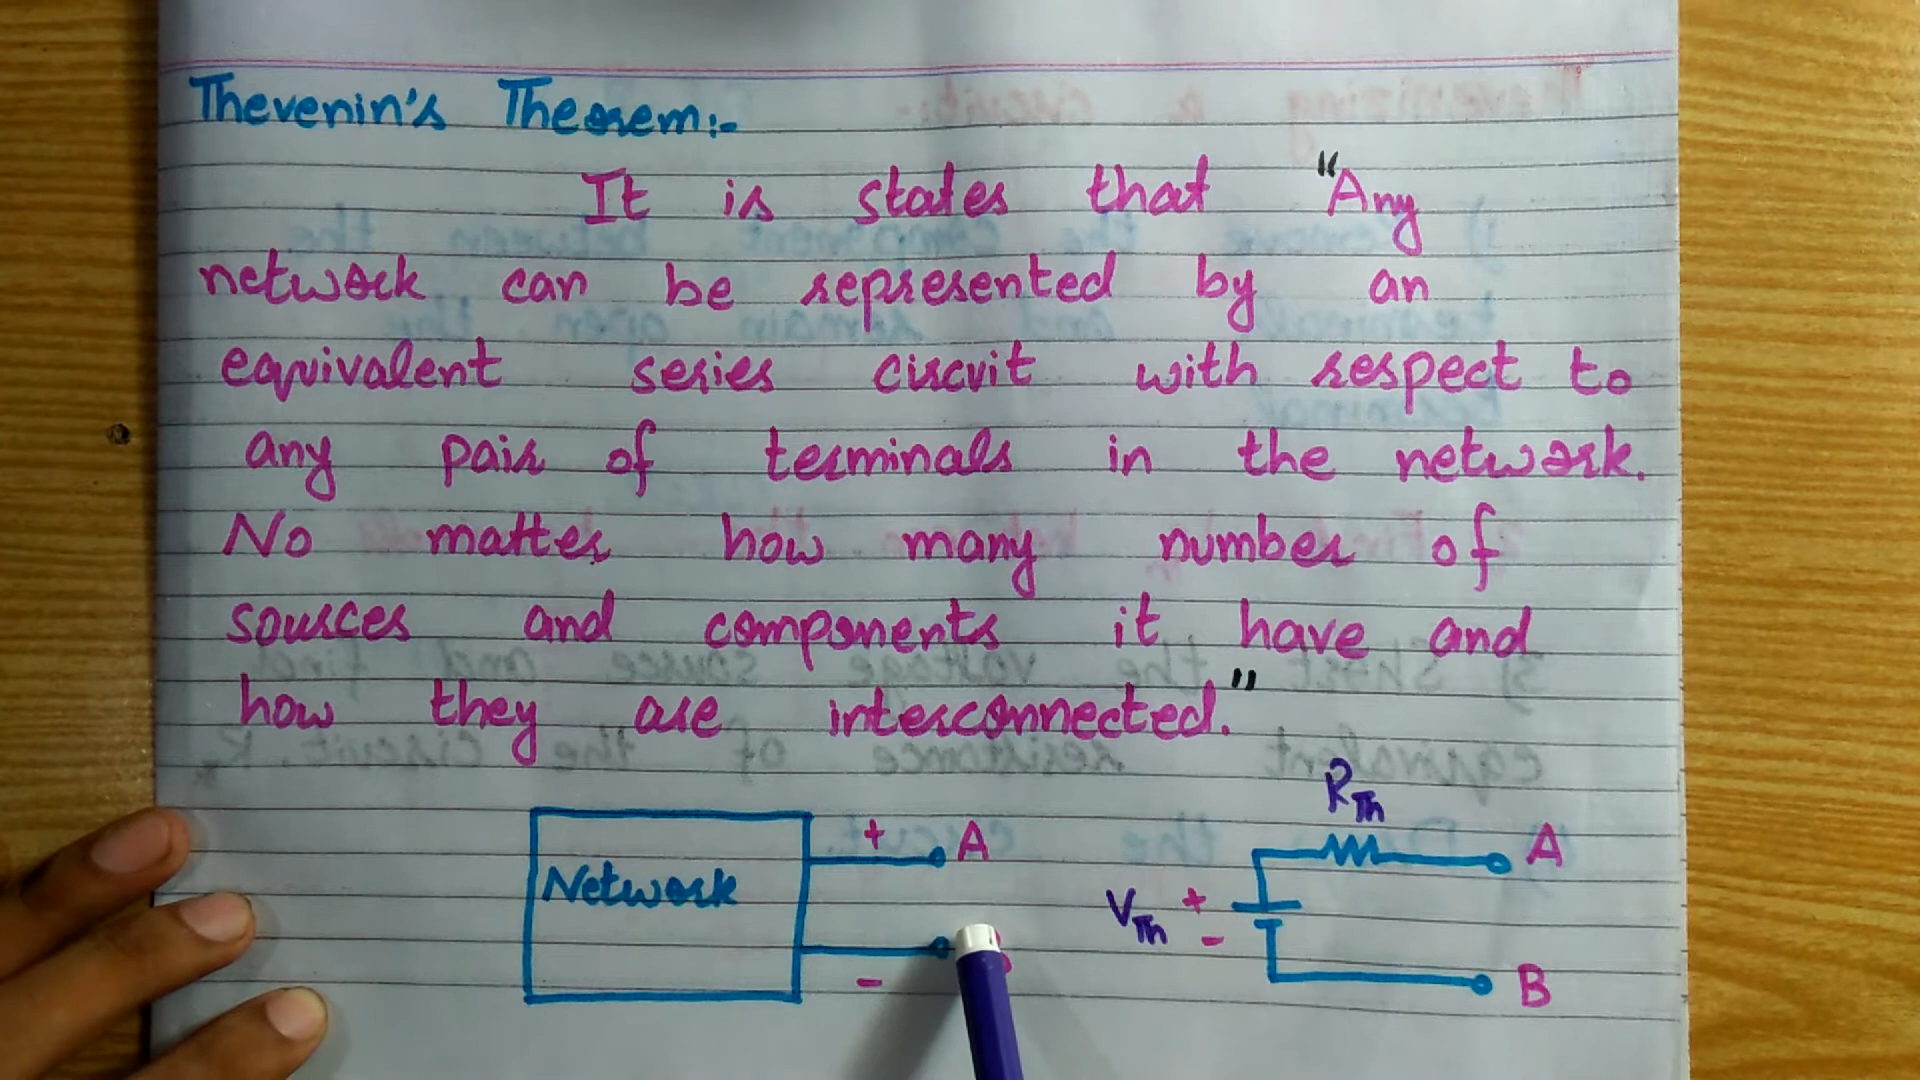 Thevenin's Theorem:-
It is states that "Any
network can be represented by an
equivalent series circuit with respect to
any pair of terminals in the network.
No matter how many number of
sources and components it have and
how they are interconnected."
Network
+ A
-
R_Th
V_Th + -
A
B